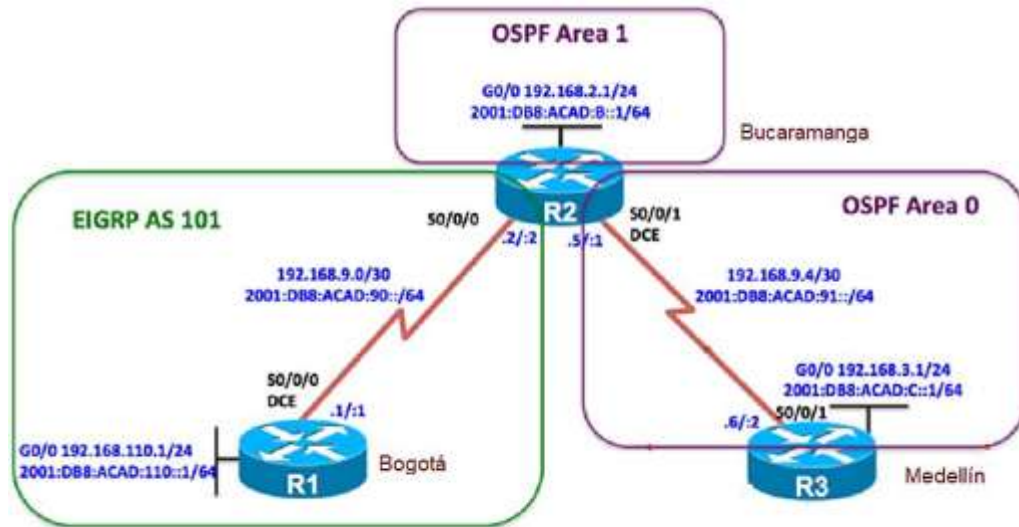 OSPF Area 1
G0/0 192.168.2.1/24
2001:DB8:ACAD:B::1/64
Bucaramanga
R2
EIGRP AS 101
OSPF Area 0
S0/0/0
S0/0/1
DCE
.2/:2
.5/:1
192.168.9.0/30
2001:DB8:ACAD:90::/64
192.168.9.4/30
2001:DB8:ACAD:91::/64
S0/0/0
DCE
.1/:1
G0/0 192.168.3.1/24
2001:DB8:ACAD:C::1/64
.6/:2
S0/0/1
G0/0 192.168.110.1/24
2001:DB8:ACAD:110::1/64
R1
Bogotá
R3
Medellín